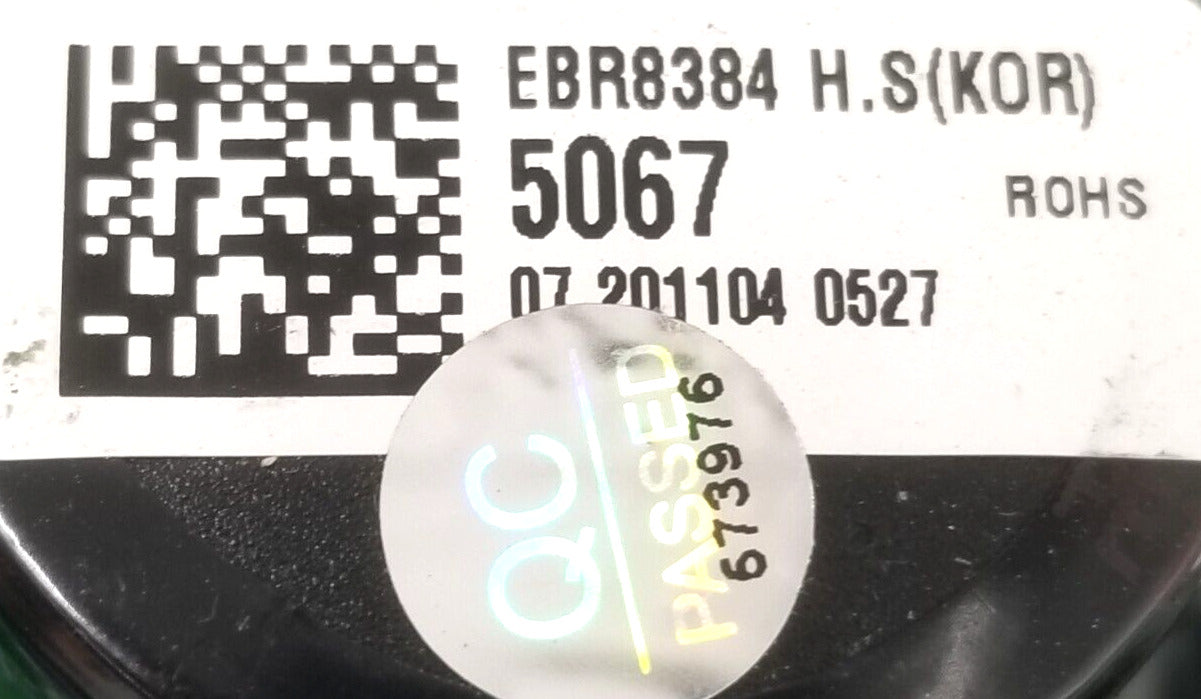 EBR8384 H.S(KOR)
5067
ROHS
07 201104 0527
QC
PASSED
673976